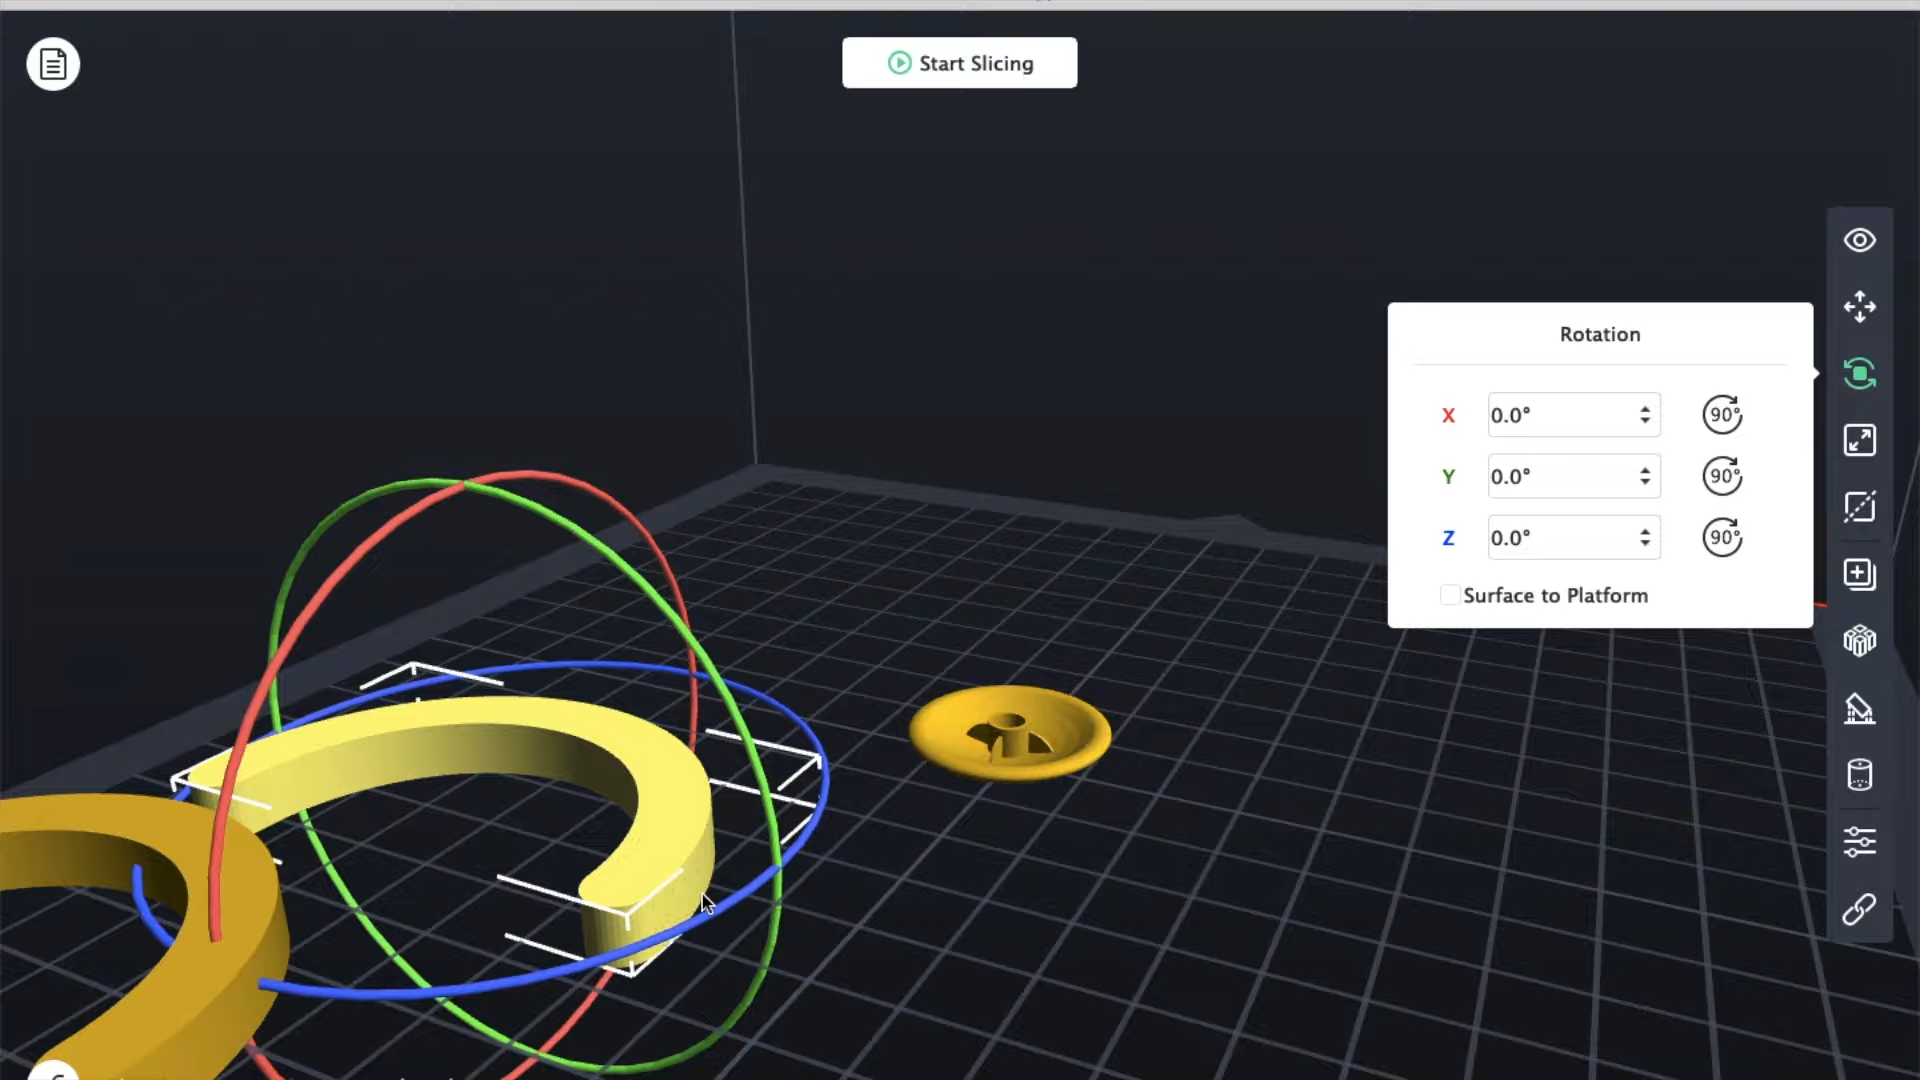 Start Slicing
Rotation
X 0.0° 90°
Y 0.0° 90°
Z 0.0° 90°
Surface to Platform